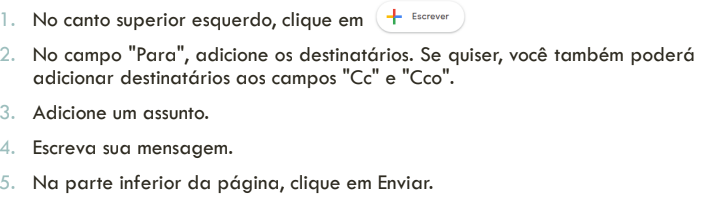 1. No canto superior esquerdo, clique em Escrever
2. No campo "Para", adicione os destinatários. Se quiser, você também poderá
adicionar destinatários aos campos "Cc" e "Cco".
3. Adicione um assunto.
4. Escreva sua mensagem.
5. Na parte inferior da página, clique em Enviar.